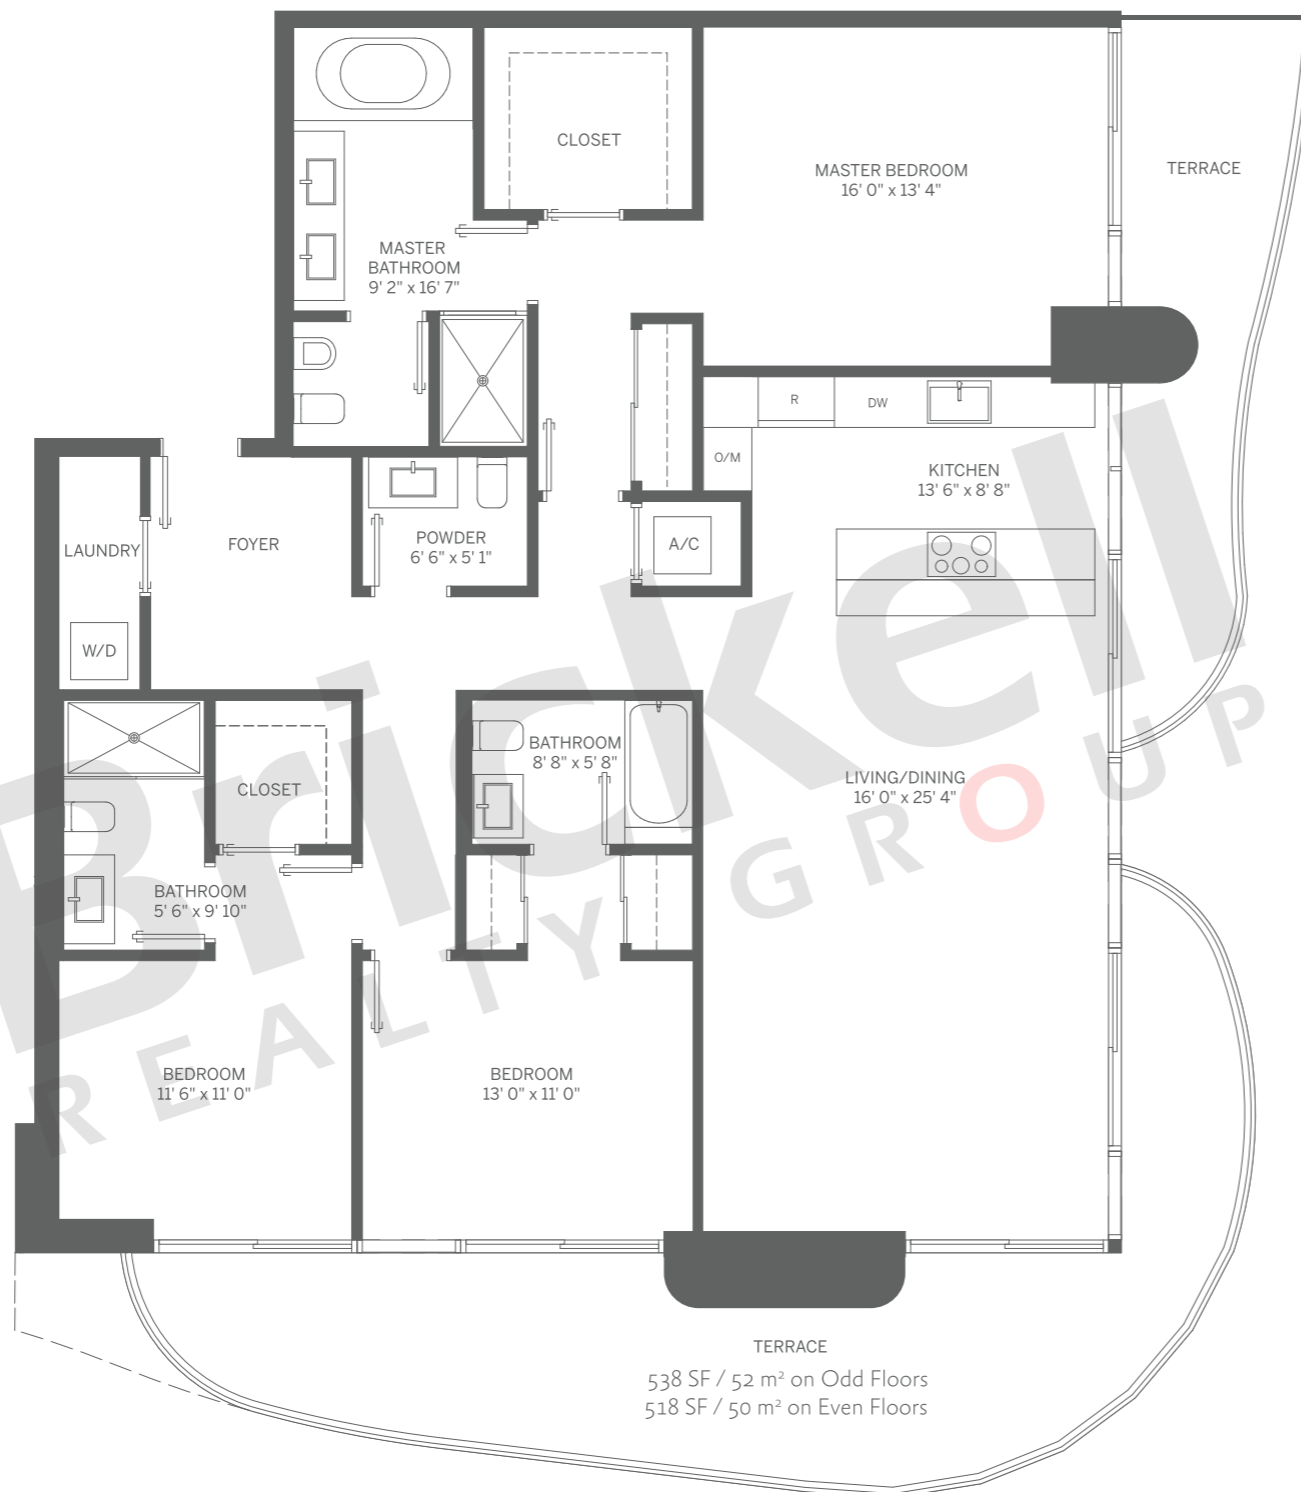 CLOSET
MASTER BEDROOM
16' 0" x 13' 4"
TERRACE
MASTER
BATHROOM
9' 2" x 16' 7"
R
DW
O/M
KITCHEN
13' 6" x 8' 8"
LAUNDRY
FOYER
POWDER
6' 6" x 5' 1"
A/C
W/D
CLOSET
BATHROOM
8' 8" x 5' 8"
LIVING/DINING
16' 0" x 25' 4"
BATHROOM
5' 6" x 9' 10"
BEDROOM
11' 6" x 11' 0"
BEDROOM
13' 0" x 11' 0"
TERRACE
538 SF / 52 m² on Odd Floors
518 SF / 50 m² on Even Floors
Brickell
REALTY GROUP